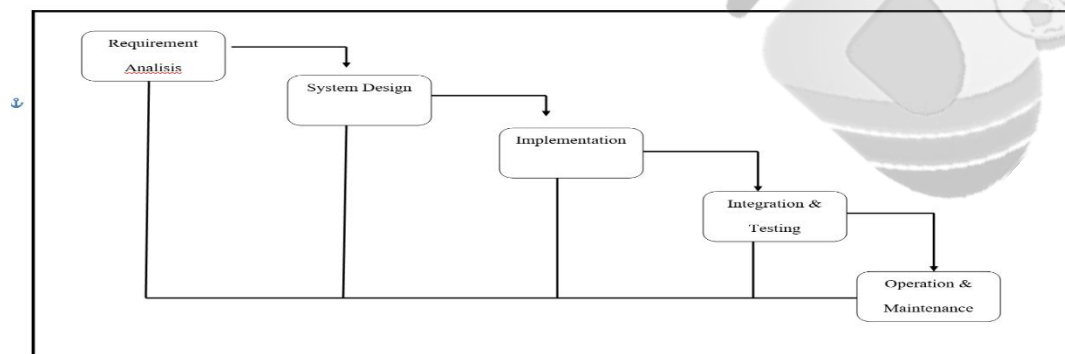 Requirement
Analisis
System Design
Implementation
Integration &
Testing
Operation &
Maintenance